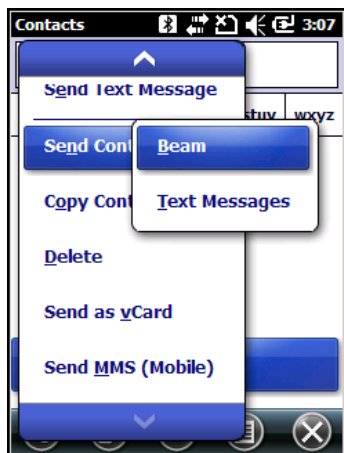 Contacts 3:07
Send Text Message
stuv wxyz
Send Cont
Beam
Copy Cont
Text Messages
Delete
Send as vCard
Send MMS (Mobile)